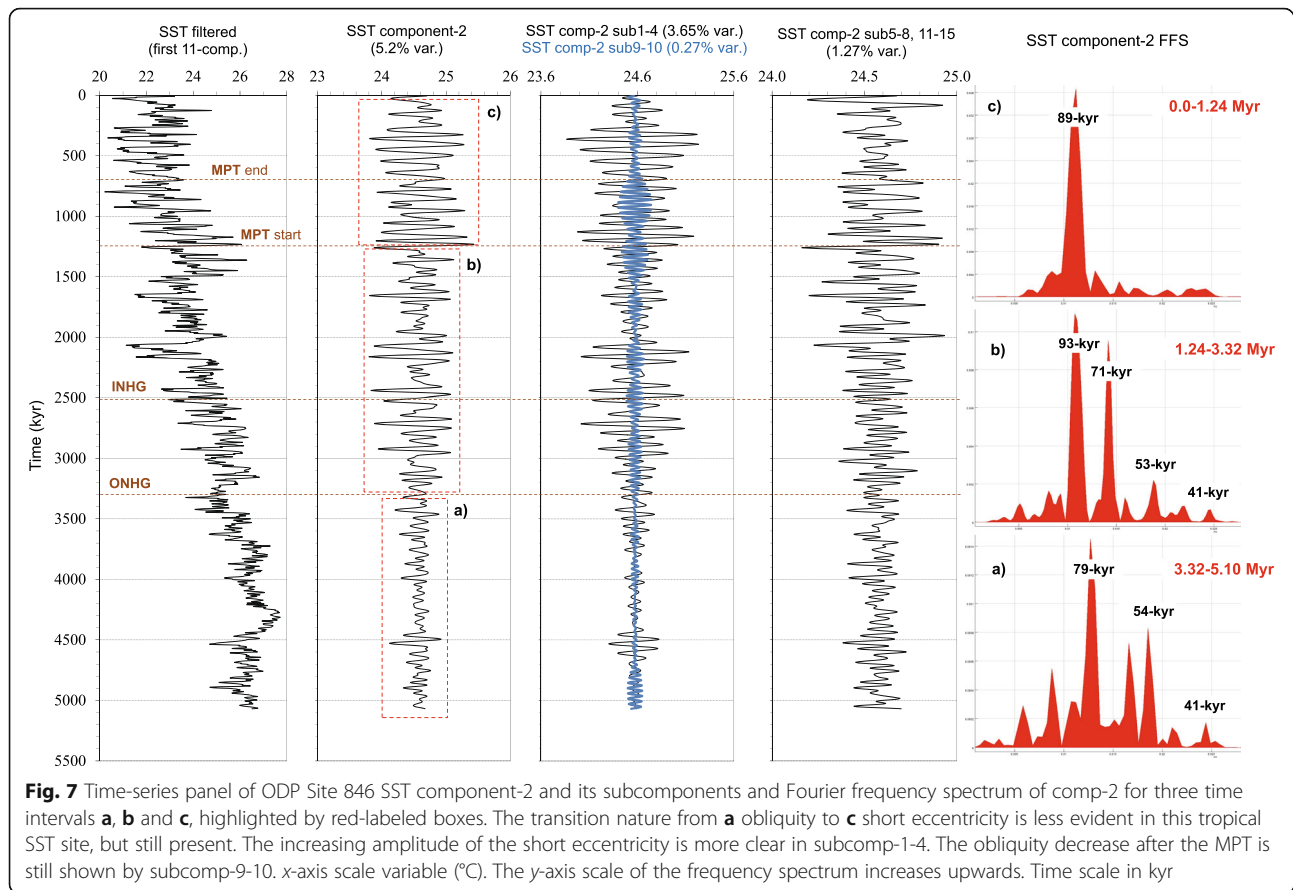 SST filtered
(first 11-comp.)
20 22 24 26 28
SST component-2
(5.2% var.)
23 24 25 26
SST comp-2 sub1-4 (3.65% var.)
SST comp-2 sub9-10 (0.27% var.)
23.6 24.6 25.6
SST comp-2 sub5-8, 11-15
(1.27% var.)
24.0 24.5 25.0
SST component-2 FFS
Time (kyr)
0
500
1000
1500
2000
2500
3000
3500
4000
4500
5000
5500
MPT end
MPT start
INHG
ONHG
c)
b)
a)
c)
0.0-1.24 Myr
89-kyr
b)
1.24-3.32 Myr
93-kyr
71-kyr
53-kyr
41-kyr
a)
3.32-5.10 Myr
79-kyr
54-kyr
41-kyr
Fig. 7 Time-series panel of ODP Site 846 SST component-2 and its subcomponents and Fourier frequency spectrum of comp-2 for three time
intervals a, b and c, highlighted by red-labeled boxes. The transition nature from a obliquity to c short eccentricity is less evident in this tropical
SST site, but still present. The increasing amplitude of the short eccentricity is more clear in subcomp-1-4. The obliquity decrease after the MPT is
still shown by subcomp-9-10. x-axis scale variable (°C). The y-axis scale of the frequency spectrum increases upwards. Time scale in kyr